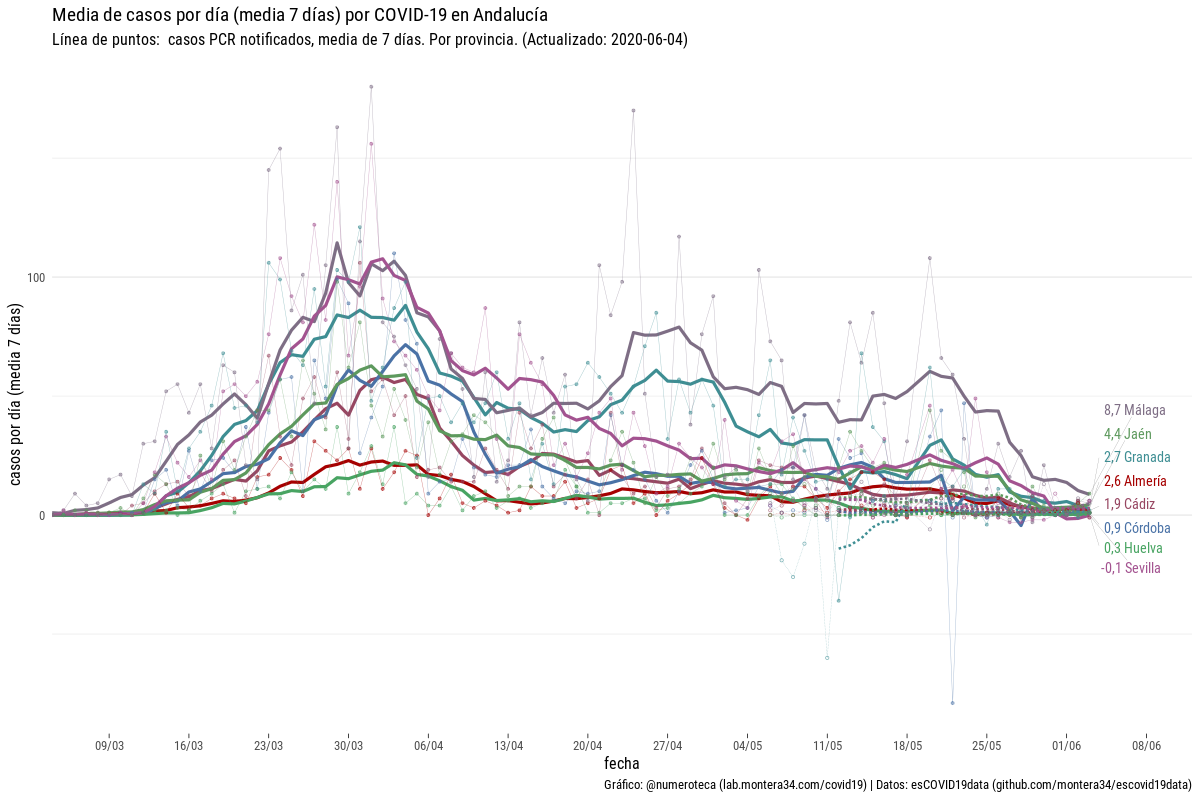 Media de casos por día (media 7 días) por COVID-19 en Andalucía
Línea de puntos:  casos PCR notificados, media de 7 días. Por provincia. (Actualizado: 2020-06-04)
casos por día (media 7 días)
100
0
8,7 Málaga
4,4 Jaén
2,7 Granada
2,6 Almería
1,9 Cádiz
0,9 Córdoba
0,3 Huelva
-0,1 Sevilla
09/03 16/03 23/03 30/03 06/04 13/04 20/04 27/04 04/05 11/05 18/05 25/05 01/06 08/06
fecha
Gráfico: @numeroteca (lab.montera34.com/covid19) | Datos: esCOVID19data (github.com/montera34/escovid19data)